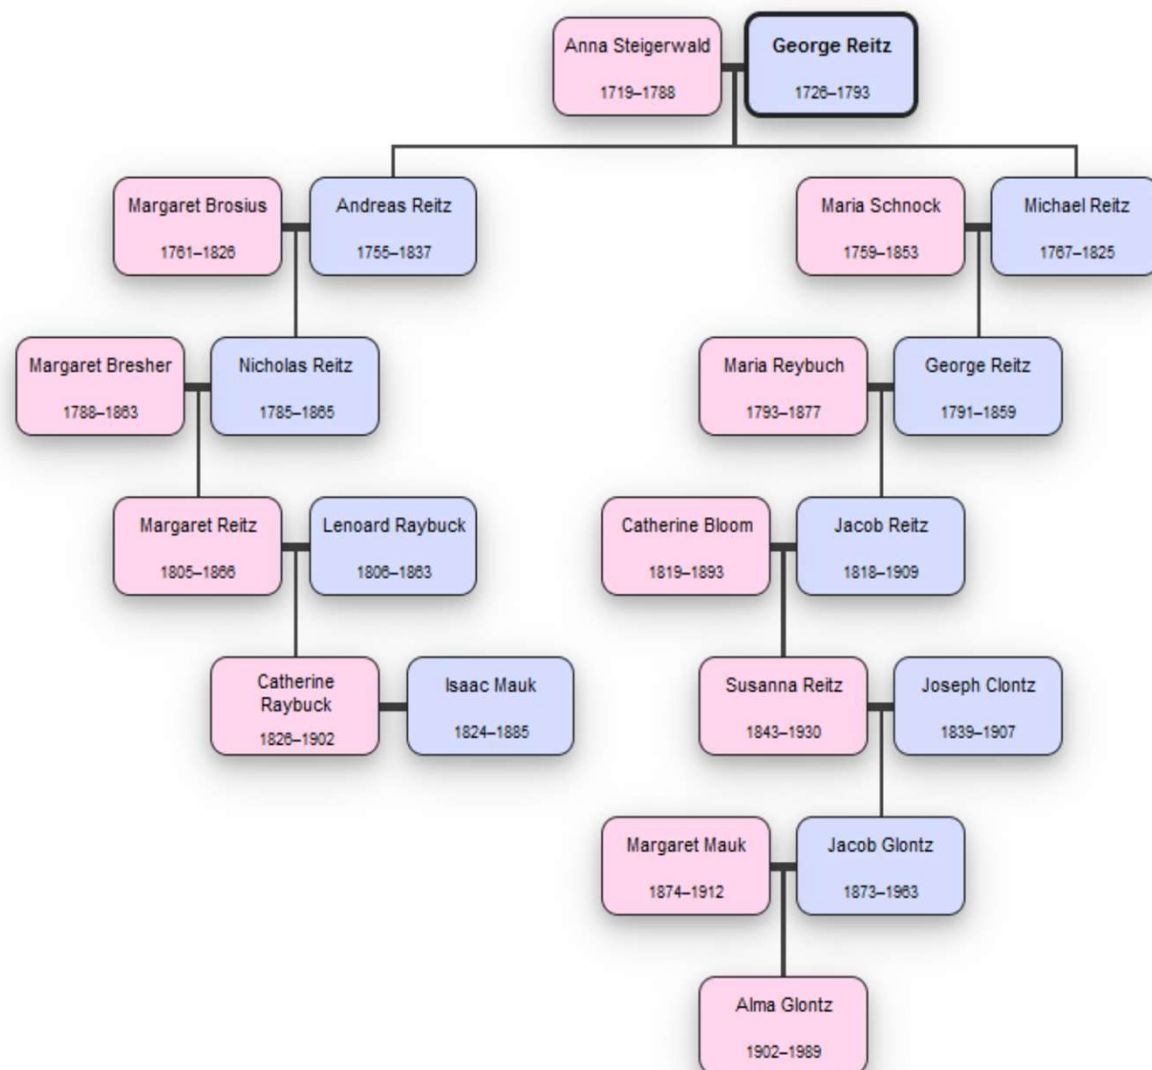 Anna Steigerwald
1719–1788
George Reitz
1726–1793
Margaret Brosius
1761–1826
Andreas Reitz
1755–1837
Maria Schnock
1759–1853
Michael Reitz
1767–1825
Margaret Bresher
1788–1863
Nicholas Reitz
1785–1865
Maria Reybuch
1793–1877
George Reitz
1791–1859
Margaret Reitz
1805–1866
Lenoard Raybuck
1806–1863
Catherine Bloom
1819–1893
Jacob Reitz
1818–1909
Catherine
Raybuck
1826–1902
Isaac Mauk
1824–1885
Susanna Reitz
1843–1930
Joseph Clontz
1839–1907
Margaret Mauk
1874–1912
Jacob Glontz
1873–1963
Alma Glontz
1902–1989